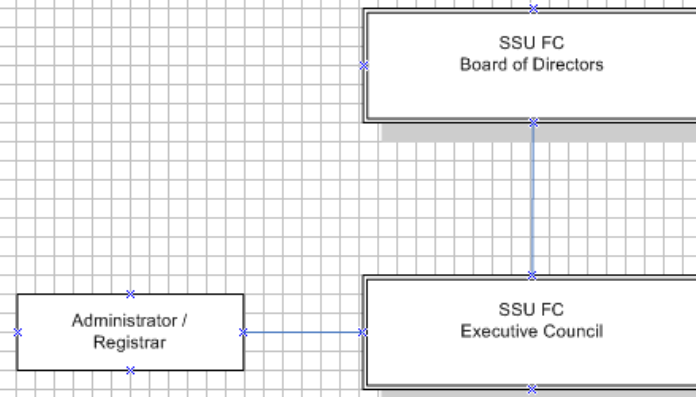 SSU FC
Board of Directors
Administrator /
Registrar
SSU FC
Executive Council